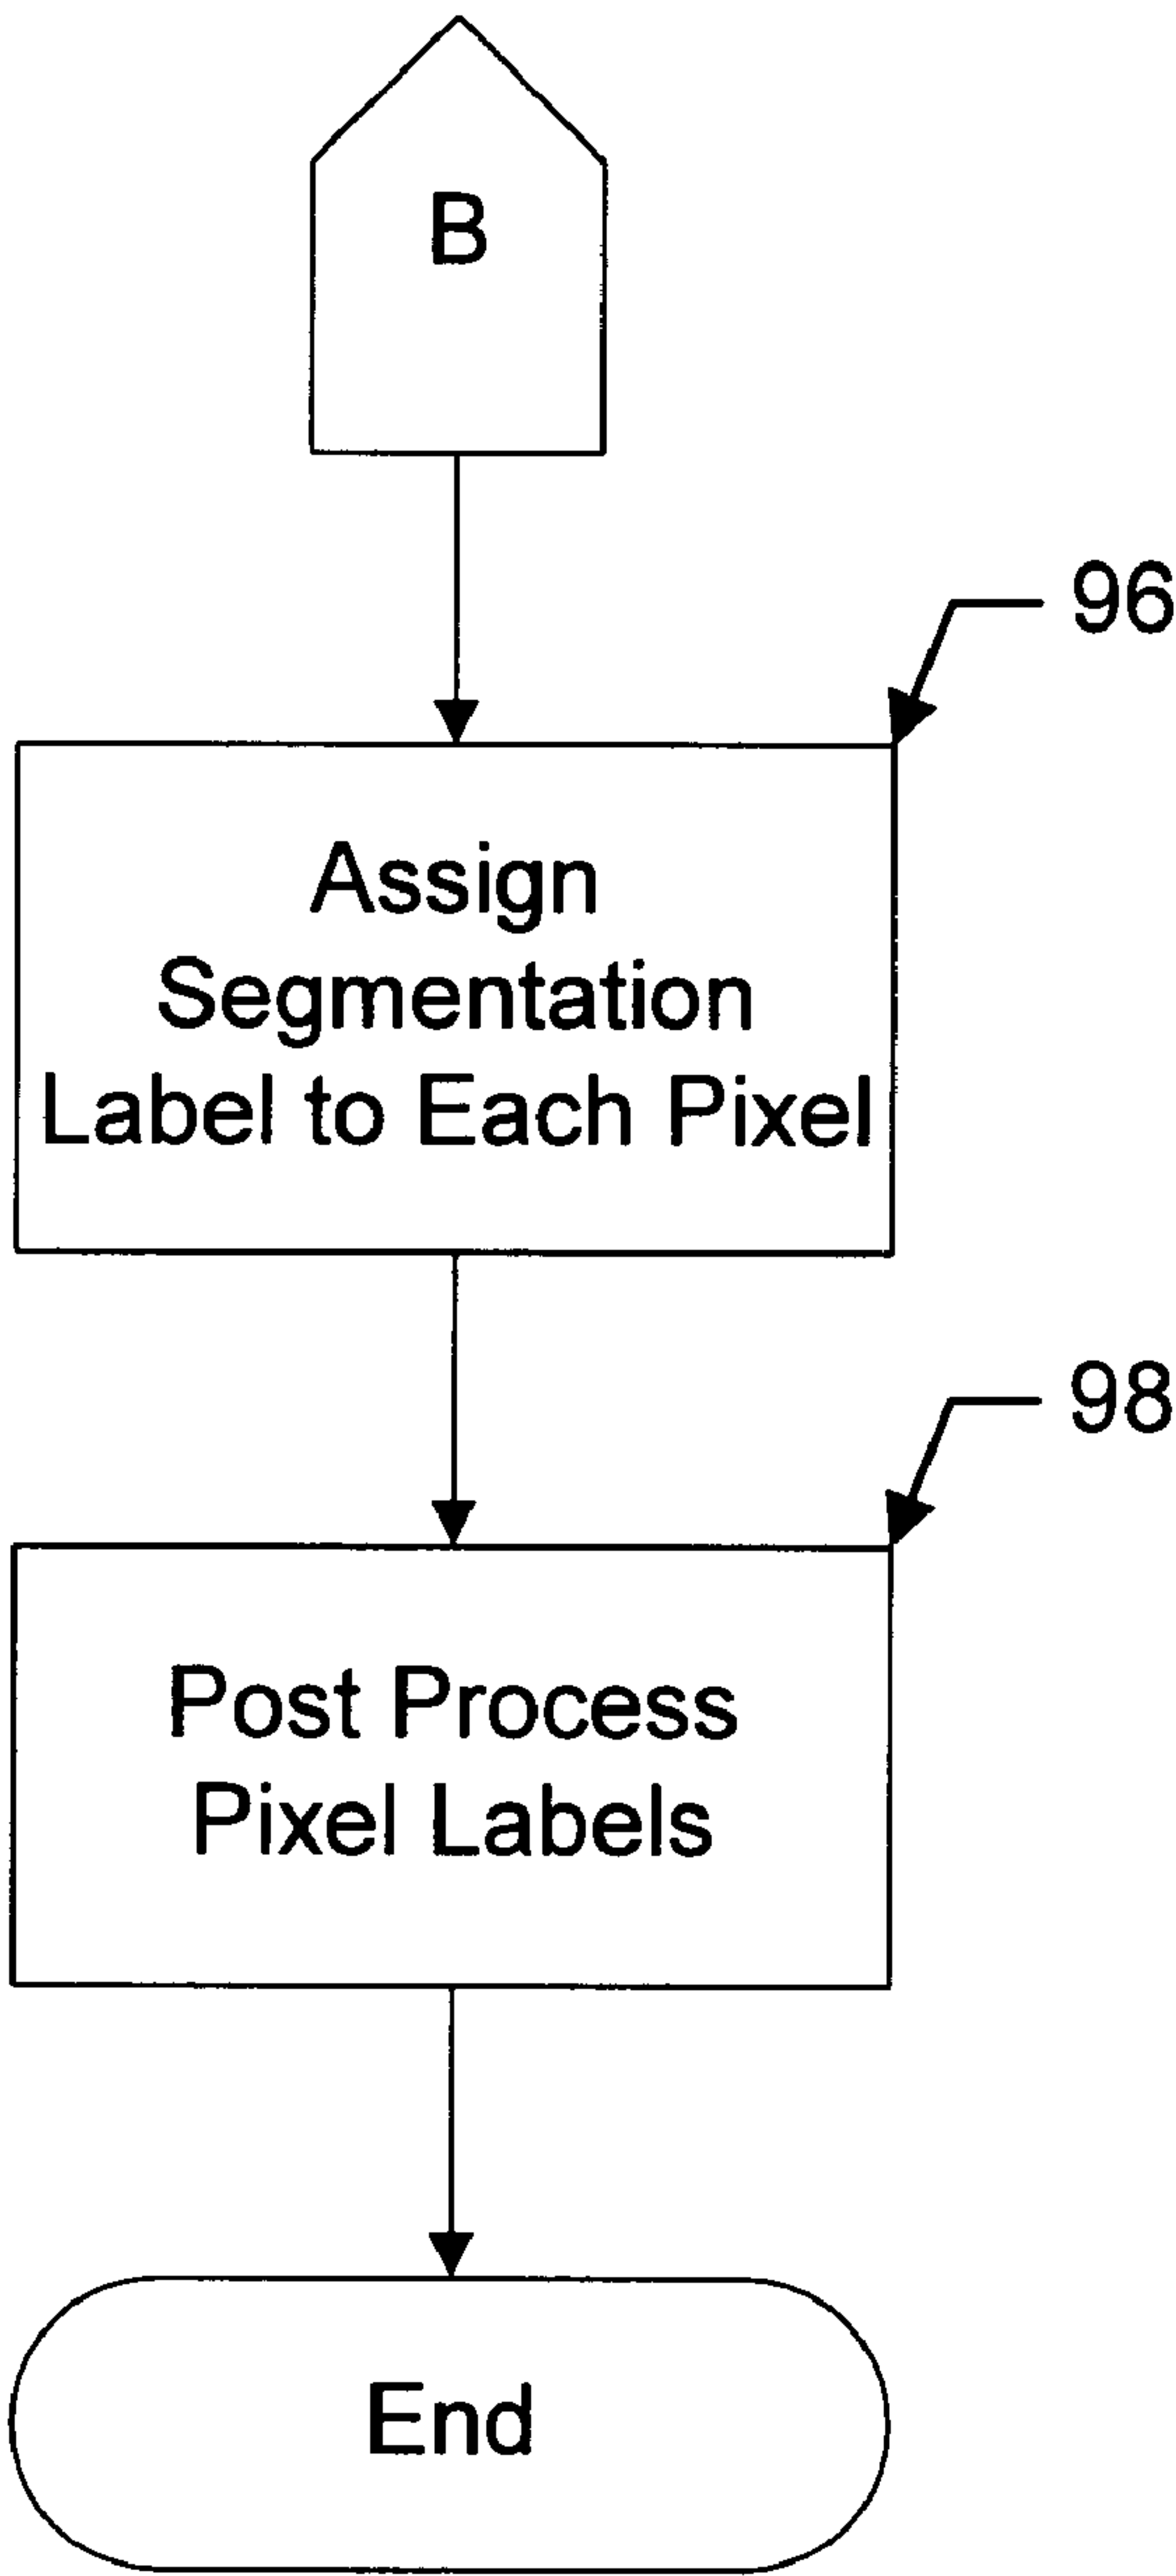 B
96
Assign
Segmentation
Label to Each Pixel
98
Post Process
Pixel Labels
End